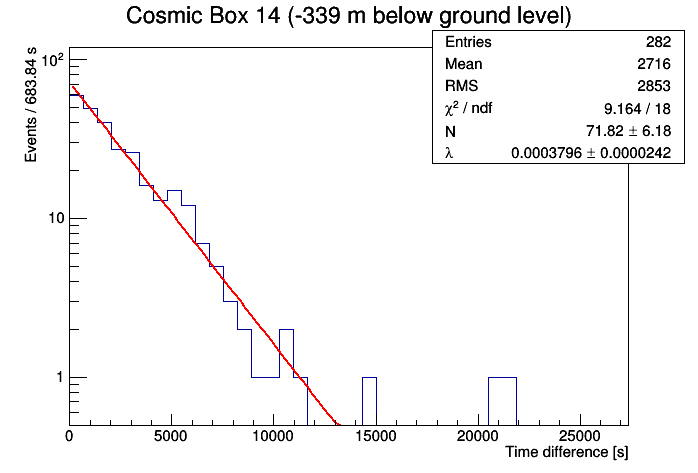 Cosmic Box 14 (-339 m below ground level)
Entries 282
Mean 2716
RMS 2853
χ² / ndf 9.164 / 18
N 71.82 ± 6.18
λ 0.0003796 ± 0.0000242
Events / 683.84 s
10²
10
1
0 5000 10000 15000 20000 25000
Time difference [s]